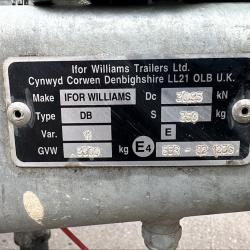 Ifor Williams Trailers Ltd.
Cynwyd Corwen Denbighshire LL21 OLB U.K.
Make IFOR WILLIAMS Dc kN
Type DB S kg
Var. E
GVW kg E4